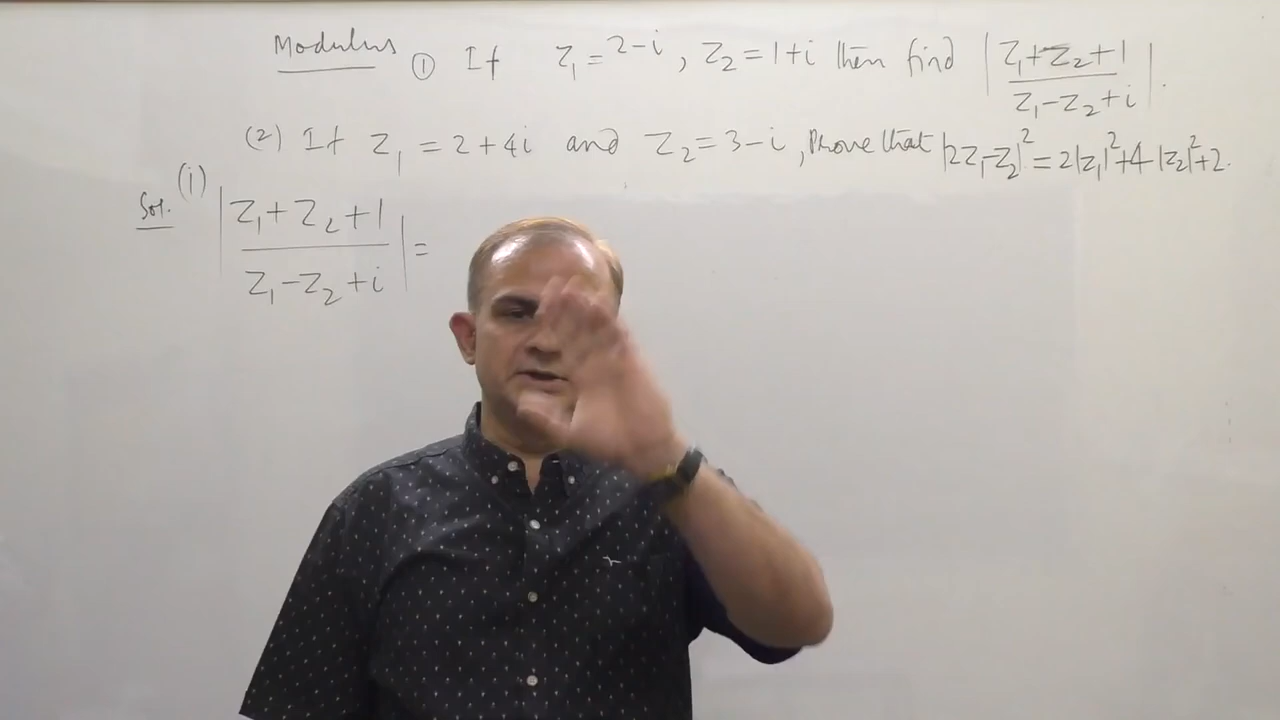 Modulus ① If Z₁ = 2-i, Z₂ = 1+i then find |(Z₁+Z₂+1)/(Z₁-Z₂+i)|.
(2) If Z₁ = 2+4i and Z₂ = 3-i, Prove that |2Z₁-Z₂|² = 2|Z₁|²+4|Z₂|²+2.
Sol. (i) |(Z₁+Z₂+1)/(Z₁-Z₂+i)| =